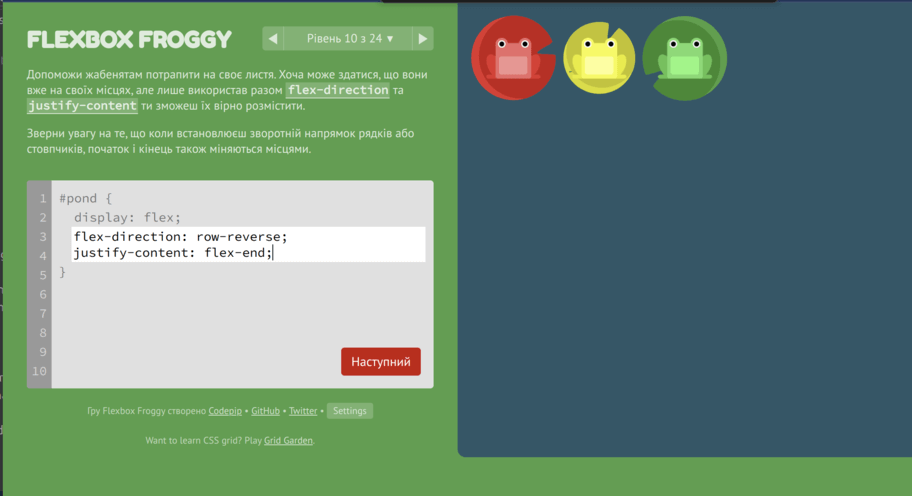 FLEXBOX FROGGY
◀ Рівень 10 з 24 ▾ ▶
Допоможи жабенятам потрапити на своє листя. Хоча може здатися, що вони
вже на своїх місцях, але лише використав разом flex-direction та
justify-content ти зможеш їх вірно розмістити.
Зверни увагу на те, що коли встановлюєш зворотній напрямок рядків або
стовпчиків, початок і кінець також міняються місцями.
1 #pond {
2 display: flex;
3 flex-direction: row-reverse;
4 justify-content: flex-end;
5 }
6
7
8
9
10
Наступний
Гру Flexbox Froggy створено Codepip • GitHub • Twitter • Settings
Want to learn CSS grid? Play Grid Garden.